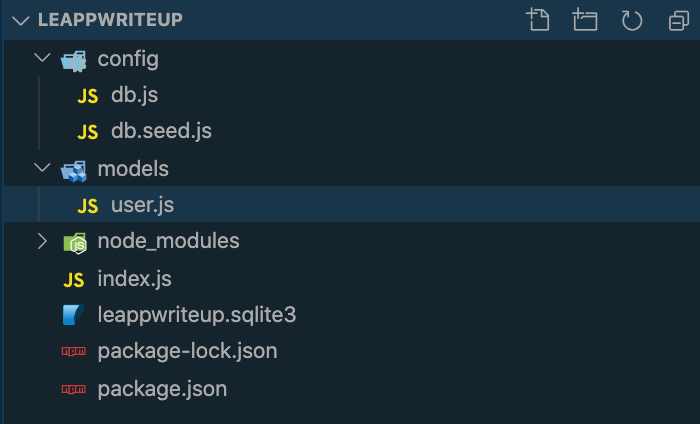 LEAPPWRITEUP
config
JS db.js
JS db.seed.js
models
JS user.js
node_modules
JS index.js
leappwriteup.sqlite3
package-lock.json
package.json